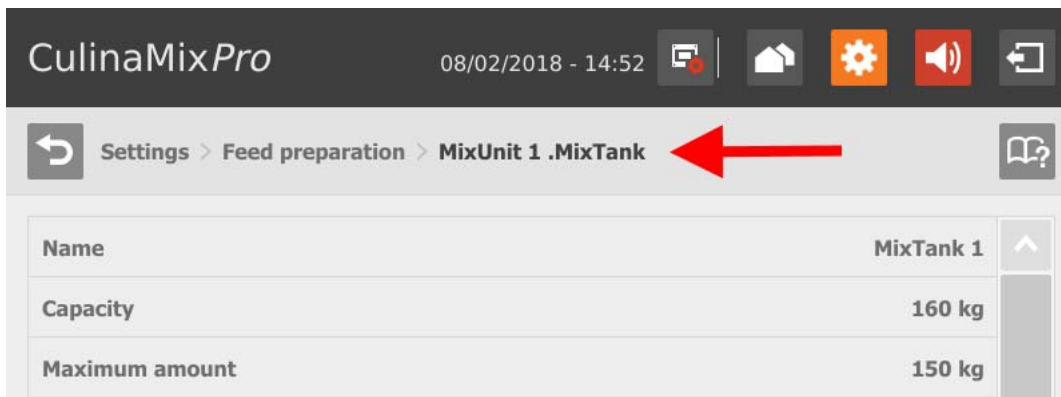 CulinaMixPro 08/02/2018 - 14:52
Settings > Feed preparation > MixUnit 1 .MixTank
Name MixTank 1
Capacity 160 kg
Maximum amount 150 kg